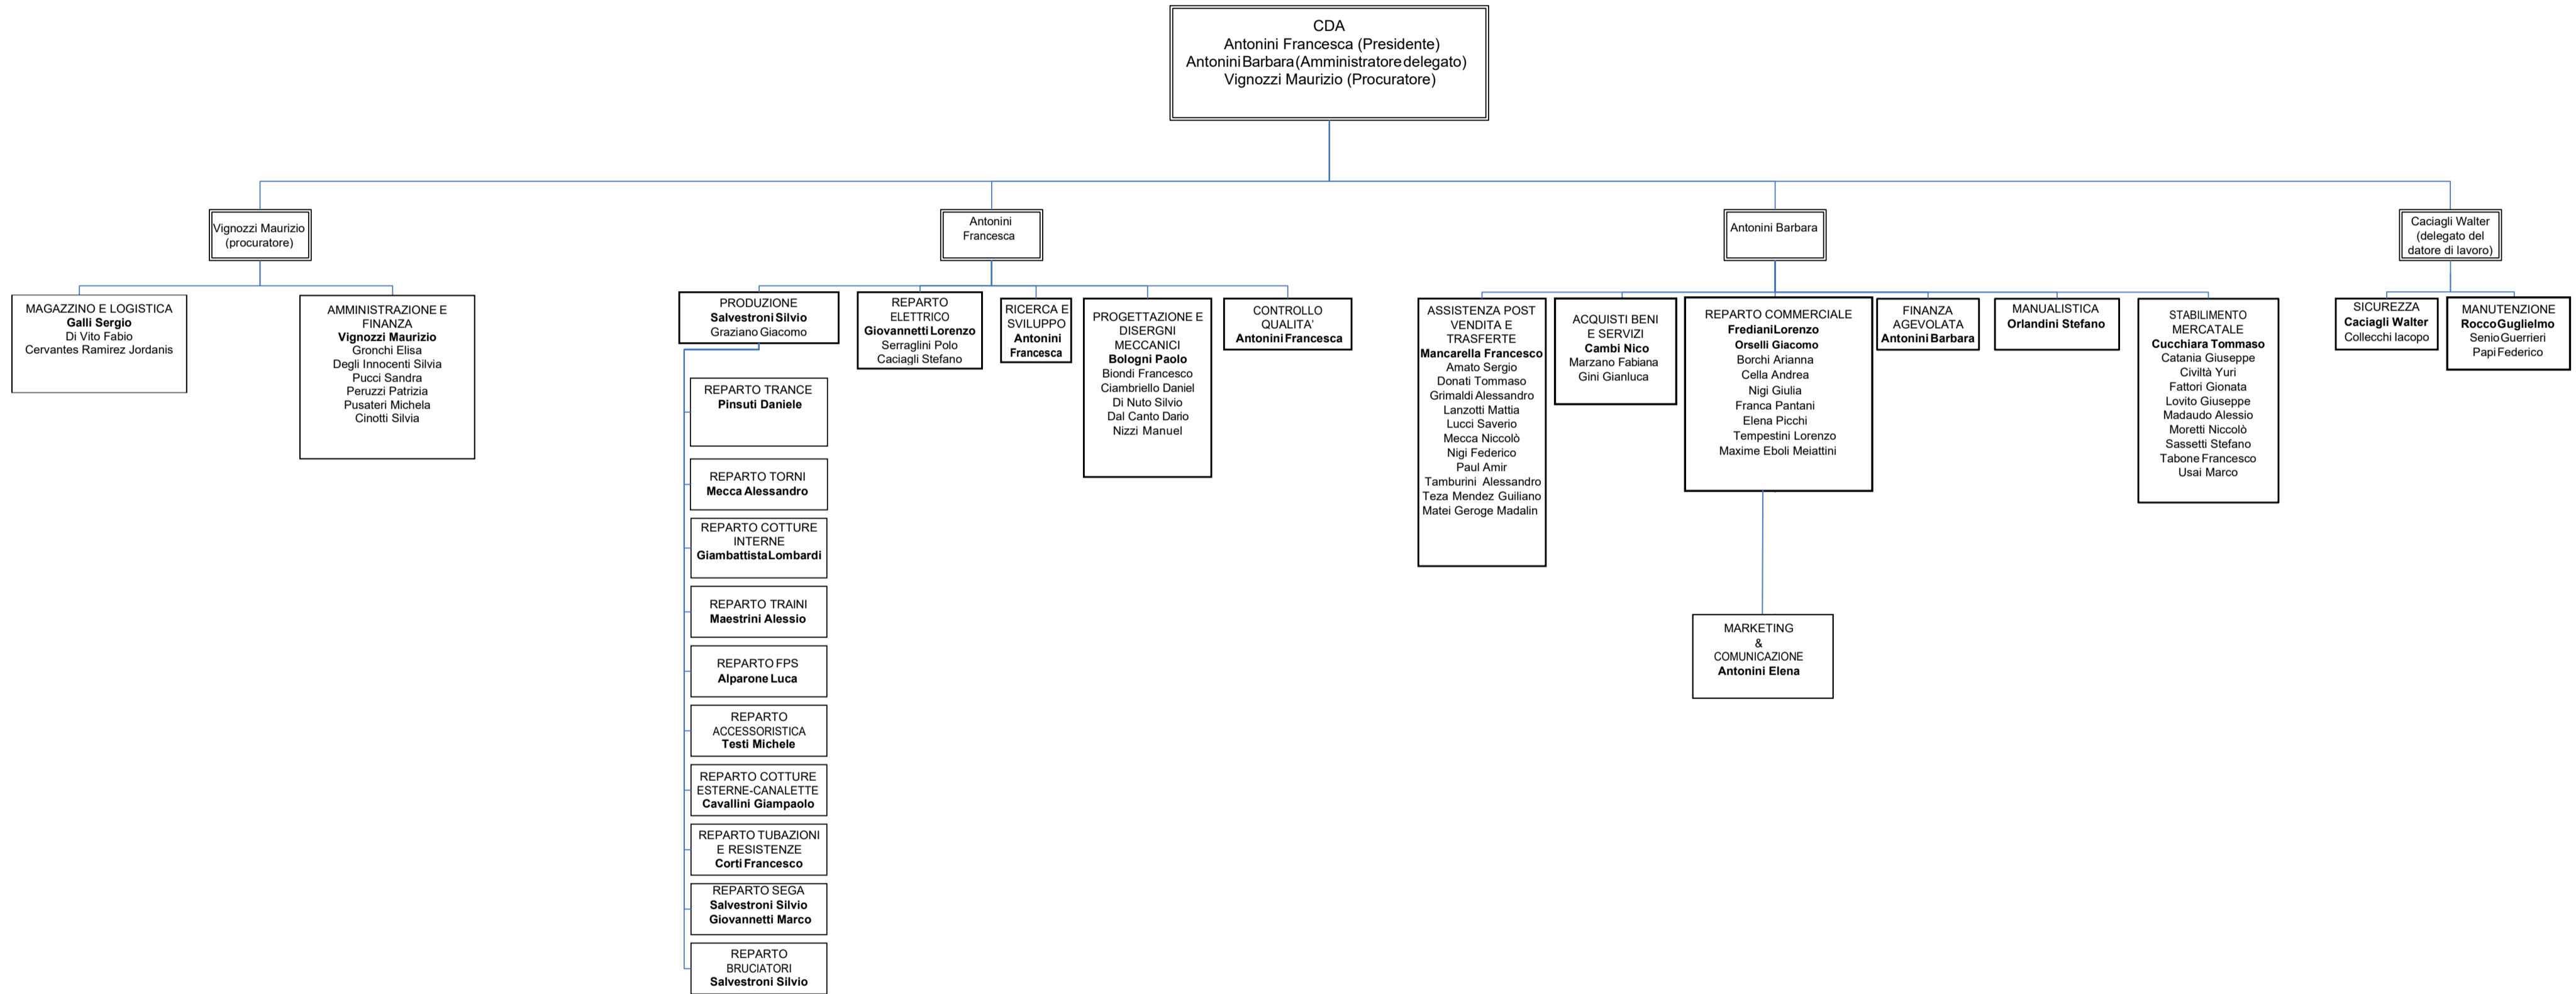 CDA
Antonini Francesca (Presidente)
Antonini Barbara (Amministratore delegato)
Vignozzi Maurizio (Procuratore)
Vignozzi Maurizio
(procuratore)
Antonini
Francesca
Antonini Barbara
Caciagli Walter
(delegato del
datore di lavoro)
MAGAZZINO E LOGISTICA
Galli Sergio
Di Vito Fabio
Cervantes Ramirez Jordanis
AMMINISTRAZIONE E
FINANZA
Vignozzi Maurizio
Gronchi Elisa
Degli Innocenti Silvia
Pucci Sandra
Peruzzi Patrizia
Pusateri Michela
Cinotti Silvia
PRODUZIONE
Salvestroni Silvio
Graziano Giacomo
REPARTO TRANCE
Pinsuti Daniele
REPARTO TORNI
Mecca Alessandro
REPARTO COTTURE
INTERNE
Giambattista Lombardi
REPARTO TRAINI
Maestrini Alessio
REPARTO FPS
Alparone Luca
REPARTO
ACCESSORISTICA
Testi Michele
REPARTO COTTURE
ESTERNE-CANALETTE
Cavallini Giampaolo
REPARTO TUBAZIONI
E RESISTENZE
Corti Francesco
REPARTO SEGA
Salvestroni Silvio
Giovannetti Marco
REPARTO
BRUCIATORI
Salvestroni Silvio
REPARTO
ELETTRICO
Giovannetti Lorenzo
Serraglini Polo
Caciagli Stefano
RICERCA E
SVILUPPO
Antonini
Francesca
PROGETTAZIONE E
DISERGNI
MECCANICI
Bologni Paolo
Biondi Francesco
Ciambriello Daniel
Di Nuto Silvio
Dal Canto Dario
Nizzi Manuel
CONTROLLO
QUALITA'
Antonini Francesca
ASSISTENZA POST
VENDITA E
TRASFERTE
Mancarella Francesco
Amato Sergio
Donati Tommaso
Grimaldi Alessandro
Lanzotti Mattia
Lucci Saverio
Mecca Niccolò
Nigi Federico
Paul Amir
Tamburini Alessandro
Teza Mendez Guiliano
Matei Geroge Madalin
ACQUISTI BENI
E SERVIZI
Cambi Nico
Marzano Fabiana
Gini Gianluca
REPARTO COMMERCIALE
Frediani Lorenzo
Orselli Giacomo
Borchi Arianna
Cella Andrea
Nigi Giulia
Franca Pantani
Elena Picchi
Tempestini Lorenzo
Maxime Eboli Meiattini
MARKETING
&
COMUNICAZIONE
Antonini Elena
FINANZA
AGEVOLATA
Antonini Barbara
MANUALISTICA
Orlandini Stefano
STABILIMENTO
MERCATALE
Cucchiara Tommaso
Catania Giuseppe
Civiltà Yuri
Fattori Gionata
Lovito Giuseppe
Madaudo Alessio
Moretti Niccolò
Sassetti Stefano
Tabone Francesco
Usai Marco
SICUREZZA
Caciagli Walter
Collecchi Iacopo
MANUTENZIONE
Rocco Guglielmo
Senio Guerrieri
Papi Federico